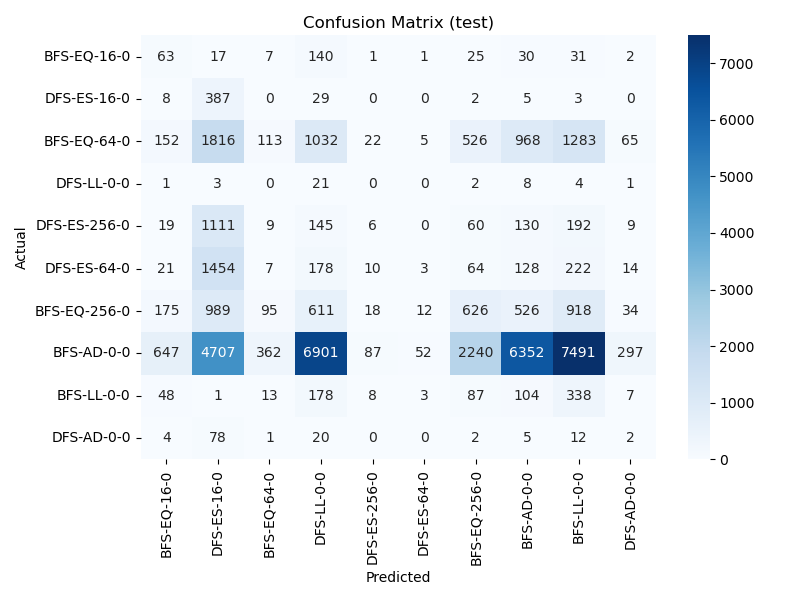 Confusion Matrix (test)
Actual
BFS-EQ-16-0 63 17 7 140 1 1 25 30 31 2
DFS-ES-16-0 8 387 0 29 0 0 2 5 3 0
BFS-EQ-64-0 152 1816 113 1032 22 5 526 968 1283 65
DFS-LL-0-0 1 3 0 21 0 0 2 8 4 1
DFS-ES-256-0 19 1111 9 145 6 0 60 130 192 9
DFS-ES-64-0 21 1454 7 178 10 3 64 128 222 14
BFS-EQ-256-0 175 989 95 611 18 12 626 526 918 34
BFS-AD-0-0 647 4707 362 6901 87 52 2240 6352 7491 297
BFS-LL-0-0 48 1 13 178 8 3 87 104 338 7
DFS-AD-0-0 4 78 1 20 0 0 2 5 12 2
BFS-EQ-16-0 DFS-ES-16-0 BFS-EQ-64-0 DFS-LL-0-0 DFS-ES-256-0 DFS-ES-64-0 BFS-EQ-256-0 BFS-AD-0-0 BFS-LL-0-0 DFS-AD-0-0
Predicted
7000
6000
5000
4000
3000
2000
1000
0